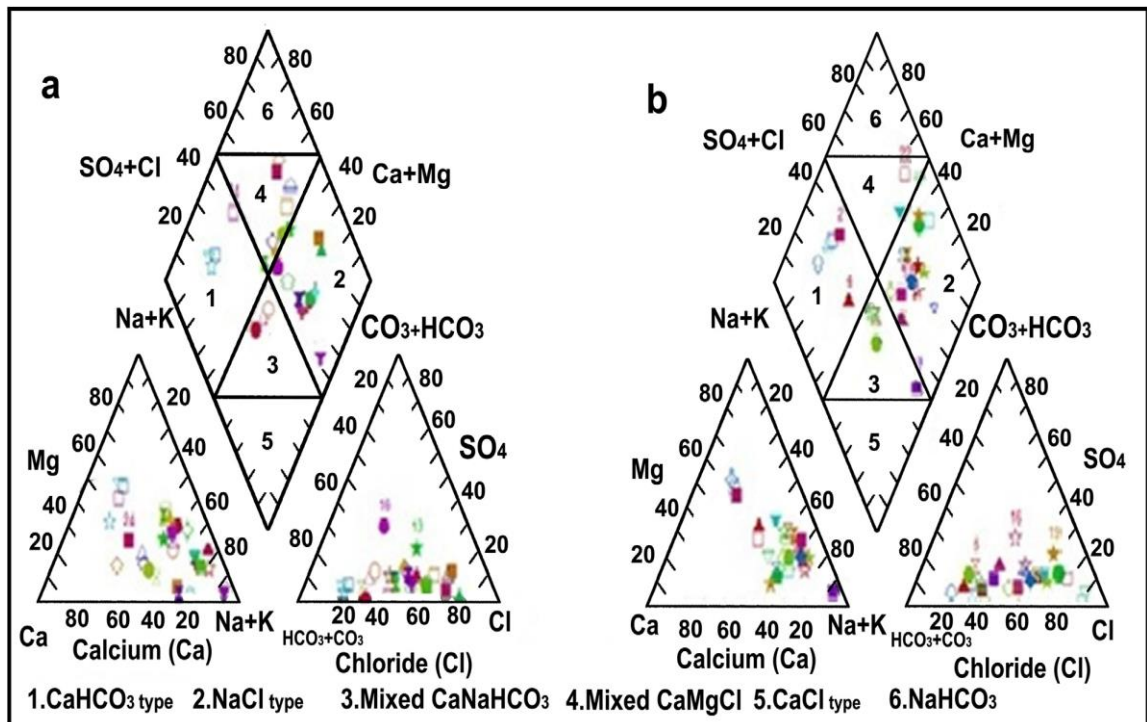 a
80 80
60 6 60
SO4+Cl 40 4 40 Ca+Mg
20 20
1 2
Na+K CO3+HCO3
3
5
80 20
60 40
Mg
40 60
20 80
Ca 80 60 40 20 Na+K
Calcium (Ca)
20 80
40 60
SO4
60 40
80 20
16
13
HCO3+CO3 20 40 60 80 Cl
Chloride (Cl)
b
80 80
60 6 60
SO4+Cl 40 4 40 Ca+Mg
20 20
1 2
Na+K CO3+HCO3
3
5
80 20
60 40
Mg
40 60
20 80
Ca 80 60 40 20 Na+K
Calcium (Ca)
20 80
40 60
SO4
60 40
80 20
HCO3+CO3 20 40 60 80 Cl
Chloride (Cl)
1.CaHCO3 type 2.NaCl type 3.Mixed CaNaHCO3 4.Mixed CaMgCl 5.CaCl type 6.NaHCO3